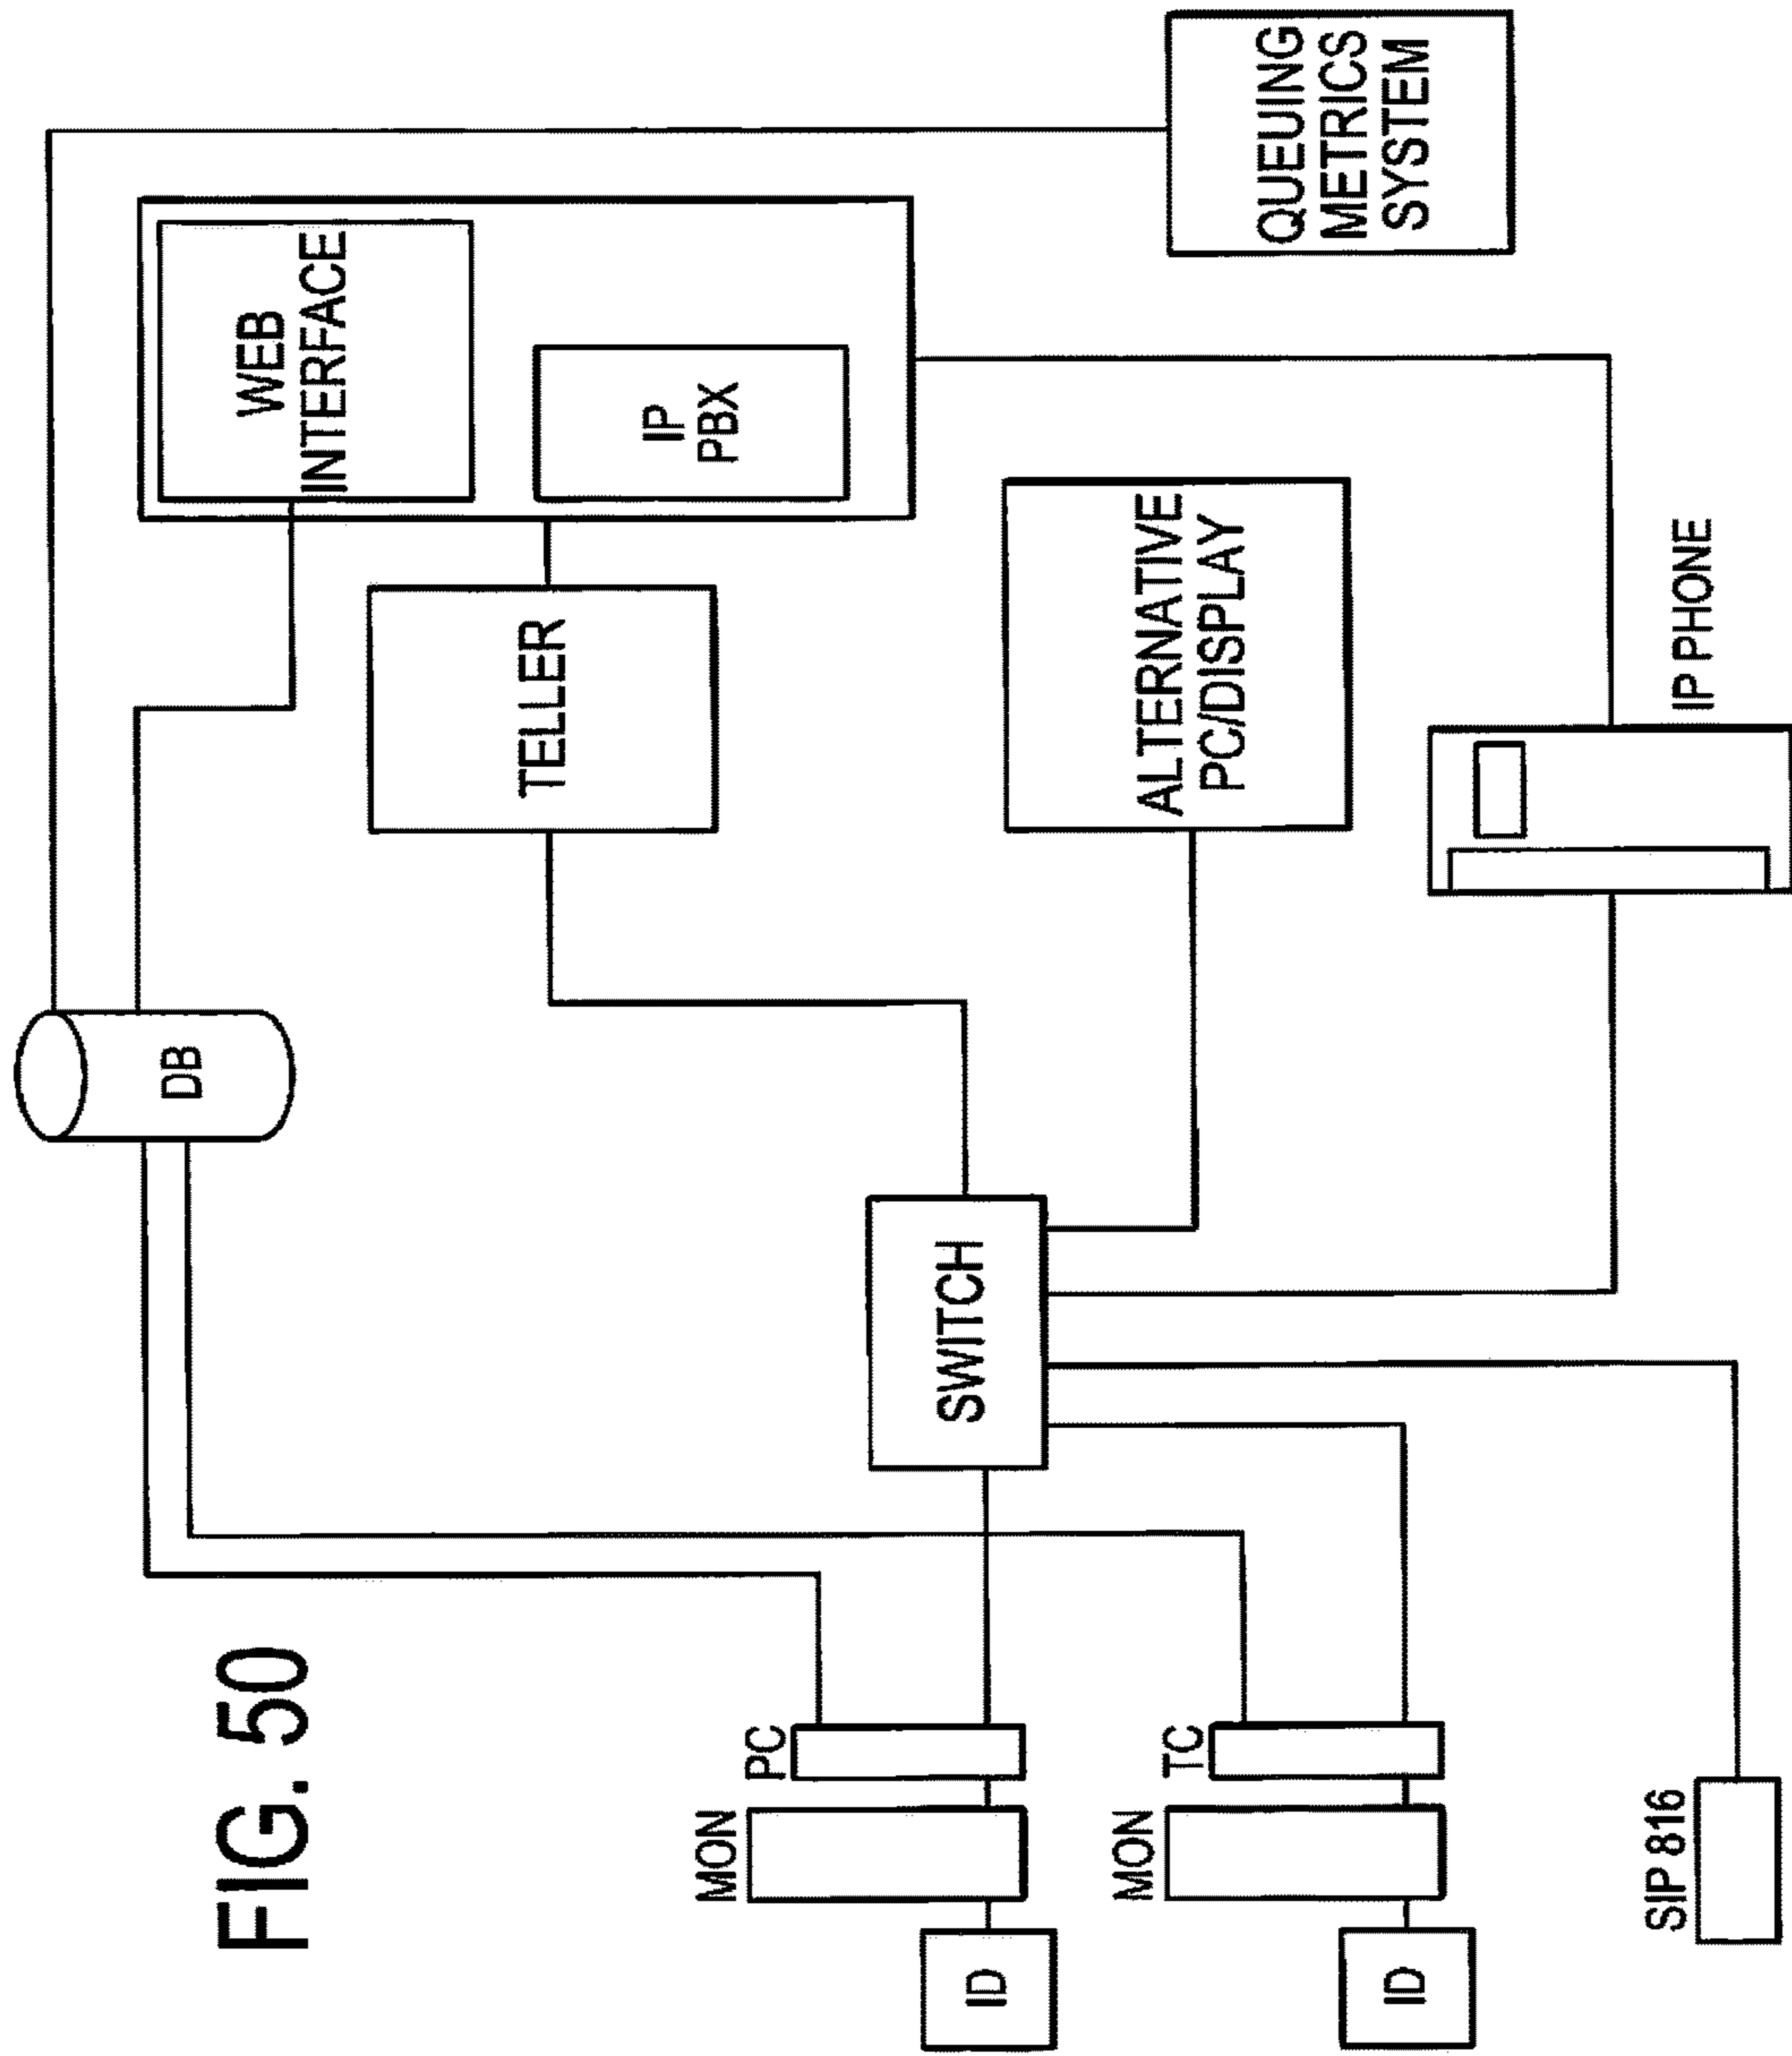 FIG. 50
DB
WEB
INTERFACE
IP
PBX
TELLER
QUEUING
METRICS
SYSTEM
ALTERNATIVE
PC/DISPLAY
IP PHONE
SWITCH
PC
MON
ID
TC
MON
ID
SIP 816